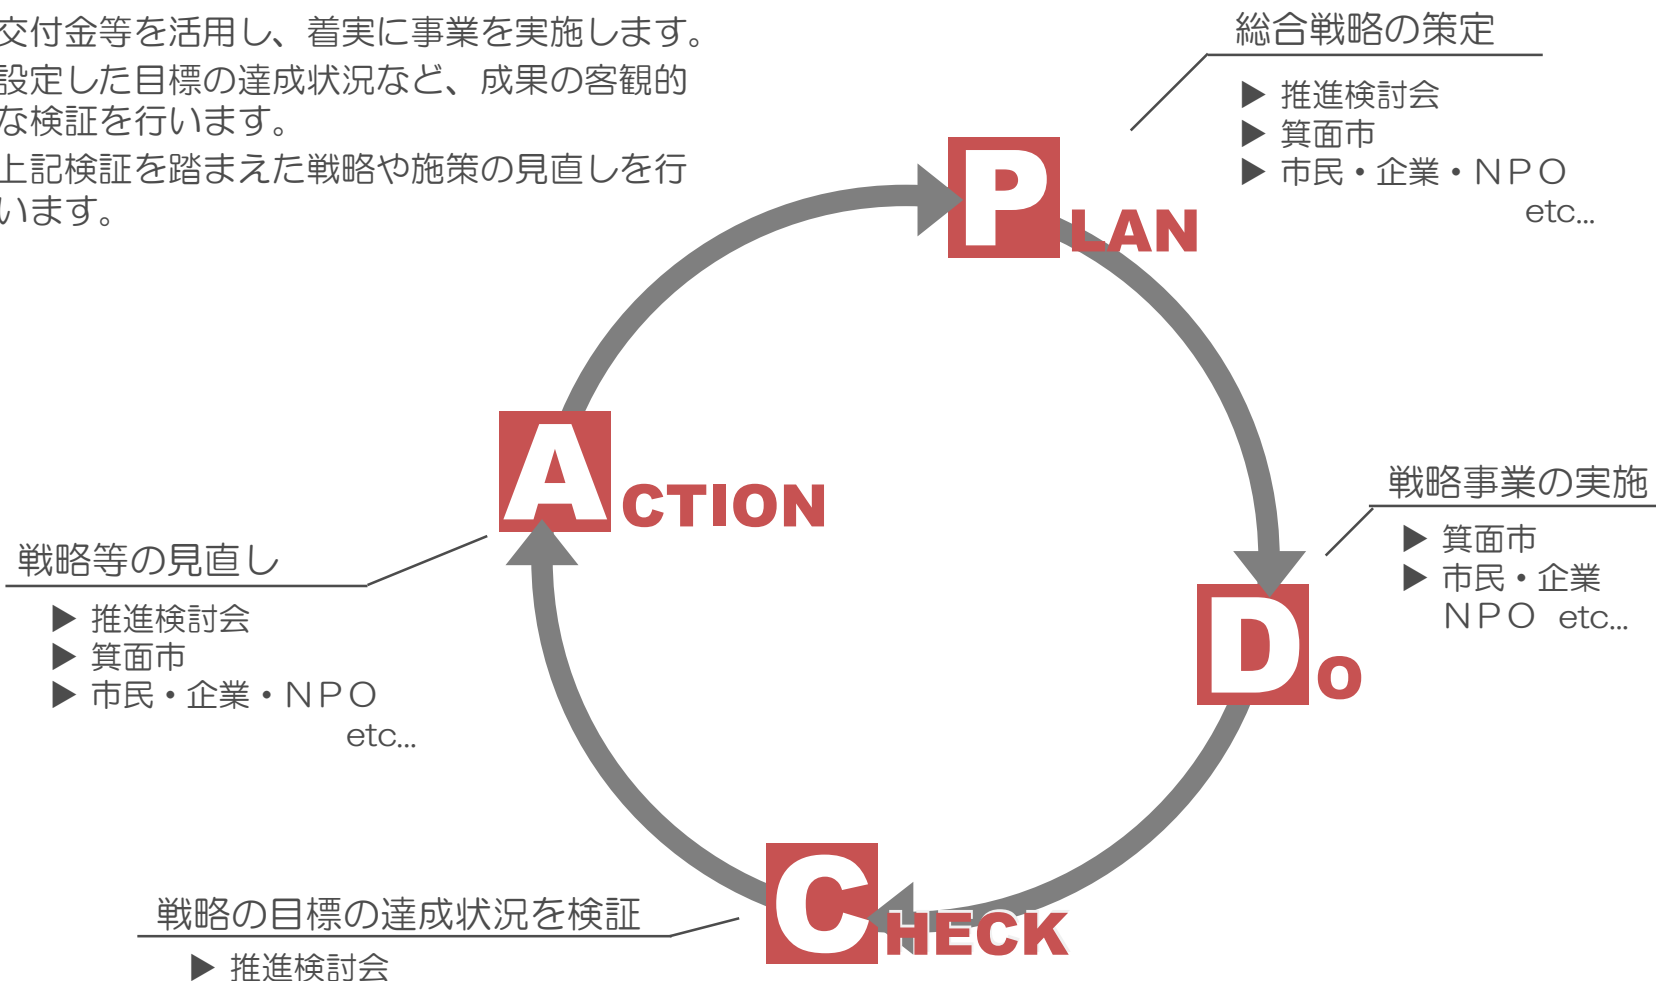 交付金等を活用し、着実に事業を実施します。
設定した目標の達成状況など、成果の客観的
な検証を行います。
上記検証を踏まえた戦略や施策の見直しを行
います。
総合戦略の策定
▶ 推進検討会
▶ 箕面市
▶ 市民・企業・ＮＰＯ
etc...
PLAN
戦略事業の実施
▶ 箕面市
▶ 市民・企業
ＮＰＯ etc...
DO
ACTION
戦略等の見直し
▶ 推進検討会
▶ 箕面市
▶ 市民・企業・ＮＰＯ
etc...
CHECK
戦略の目標の達成状況を検証
▶ 推進検討会